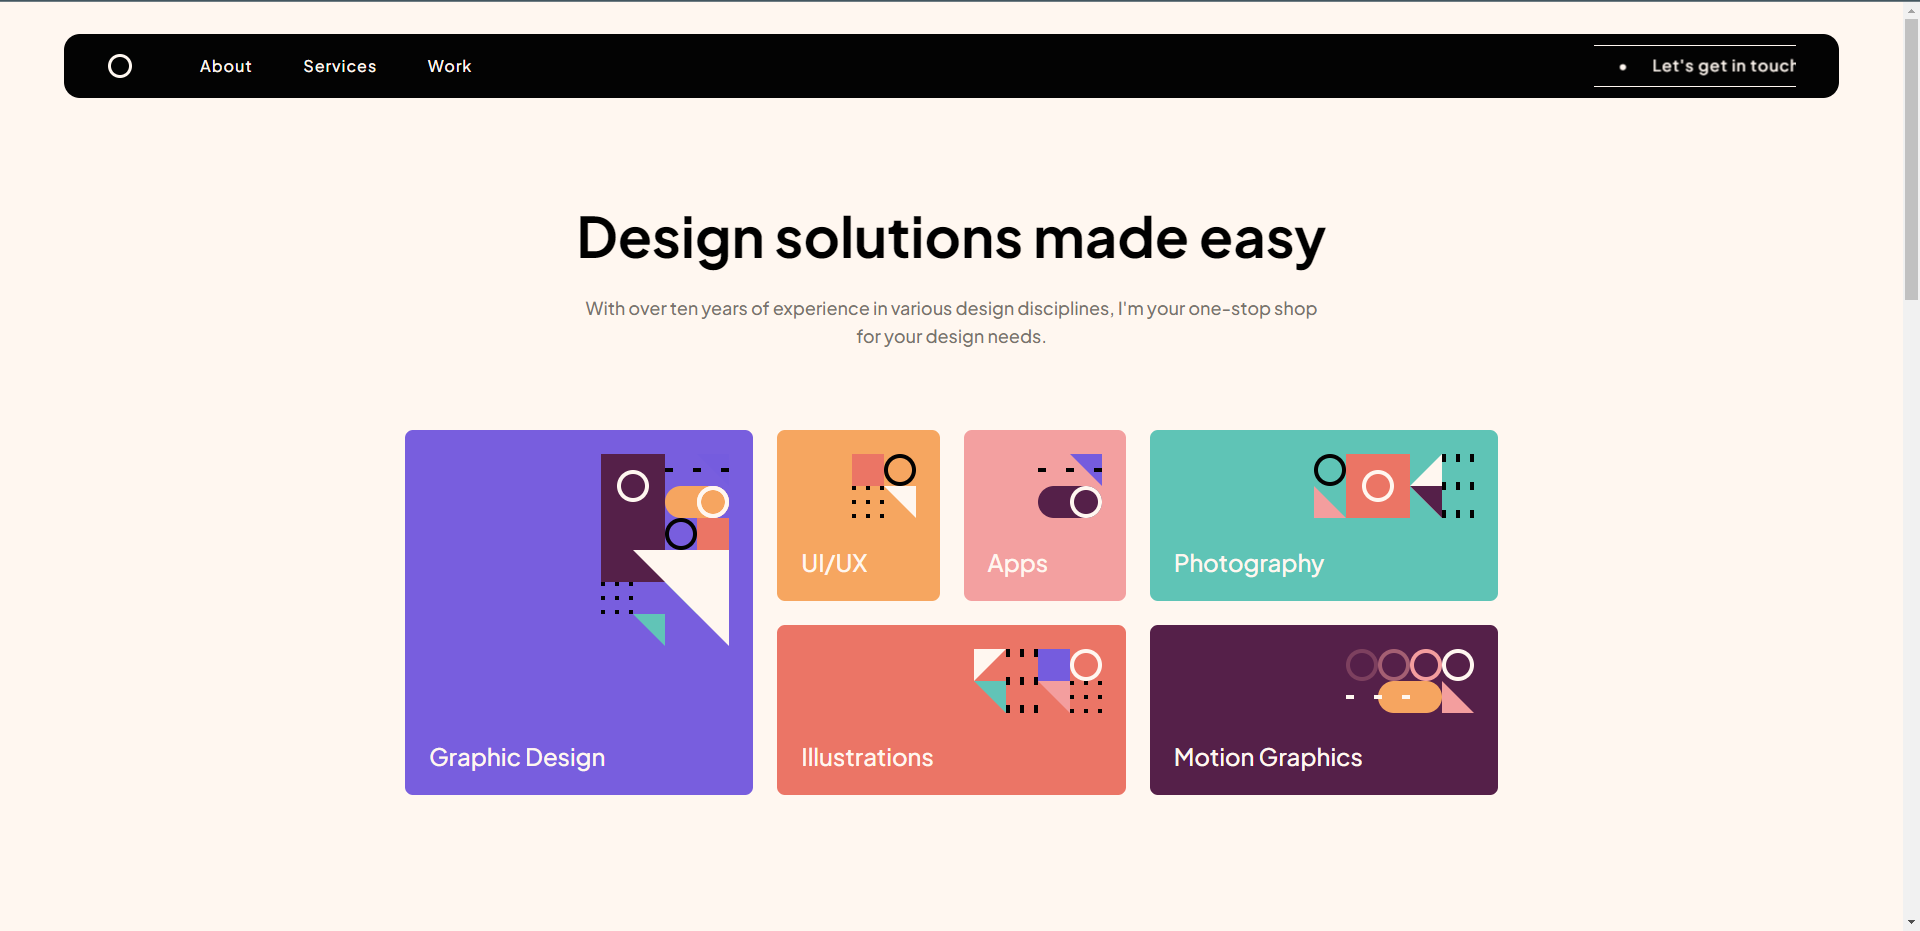 About
Services
Work
Let's get in touch
Design solutions made easy
With over ten years of experience in various design disciplines, I'm your one-stop shop
for your design needs.
Graphic Design
UI/UX
Apps
Photography
Illustrations
Motion Graphics